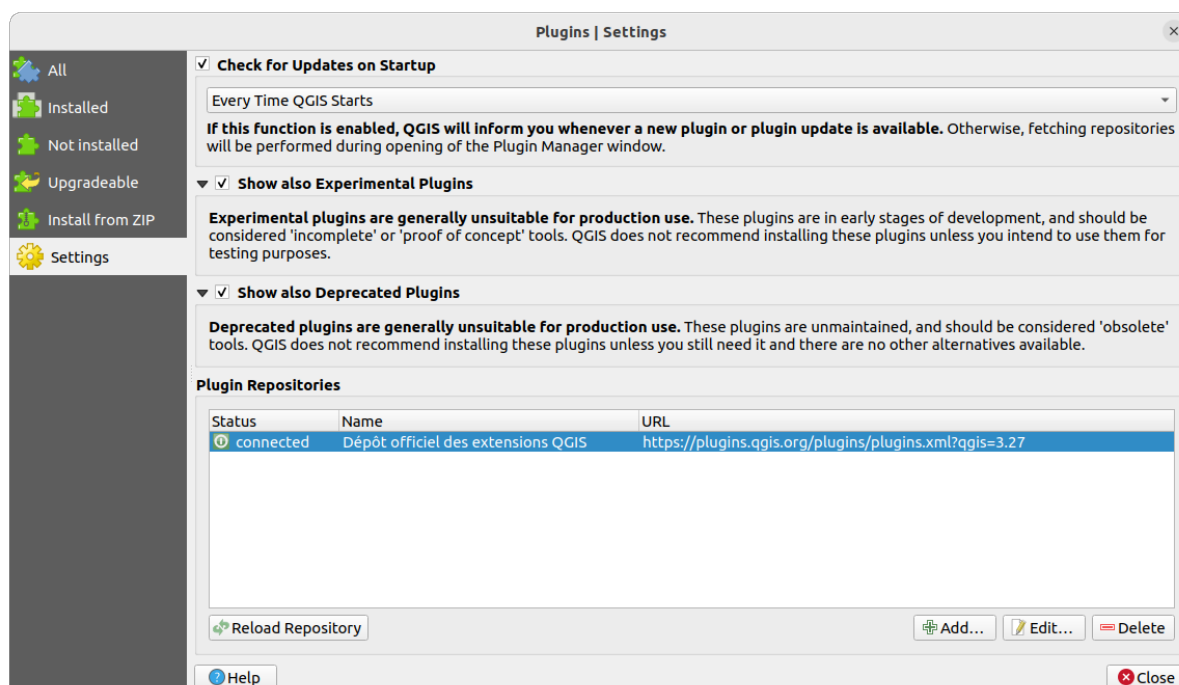 Plugins | Settings
All
Installed
Not installed
Upgradeable
Install from ZIP
Settings
Check for Updates on Startup
Every Time QGIS Starts
If this function is enabled, QGIS will inform you whenever a new plugin or plugin update is available. Otherwise, fetching repositories
will be performed during opening of the Plugin Manager window.
Show also Experimental Plugins
Experimental plugins are generally unsuitable for production use. These plugins are in early stages of development, and should be
considered 'incomplete' or 'proof of concept' tools. QGIS does not recommend installing these plugins unless you intend to use them for
testing purposes.
Show also Deprecated Plugins
Deprecated plugins are generally unsuitable for production use. These plugins are unmaintained, and should be considered 'obsolete'
tools. QGIS does not recommend installing these plugins unless you still need it and there are no other alternatives available.
Plugin Repositories
Status Name URL
connected Dépôt officiel des extensions QGIS https://plugins.qgis.org/plugins/plugins.xml?qgis=3.27
Reload Repository Add... Edit... Delete
Help Close